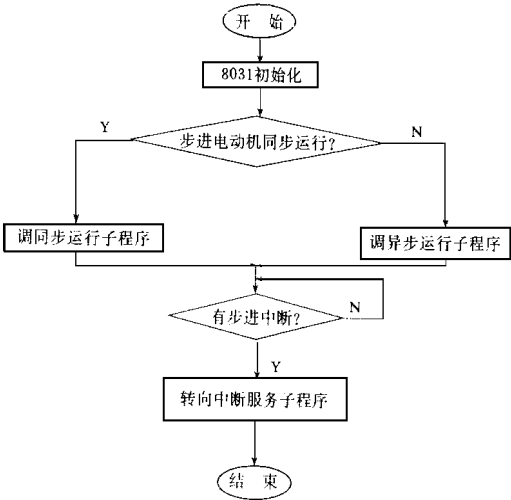 开 始
8031初始化
步进电动机同步运行?
Y
N
调同步运行子程序
调异步运行子程序
有步进中断?
N
Y
转向中断服务子程序
结 束